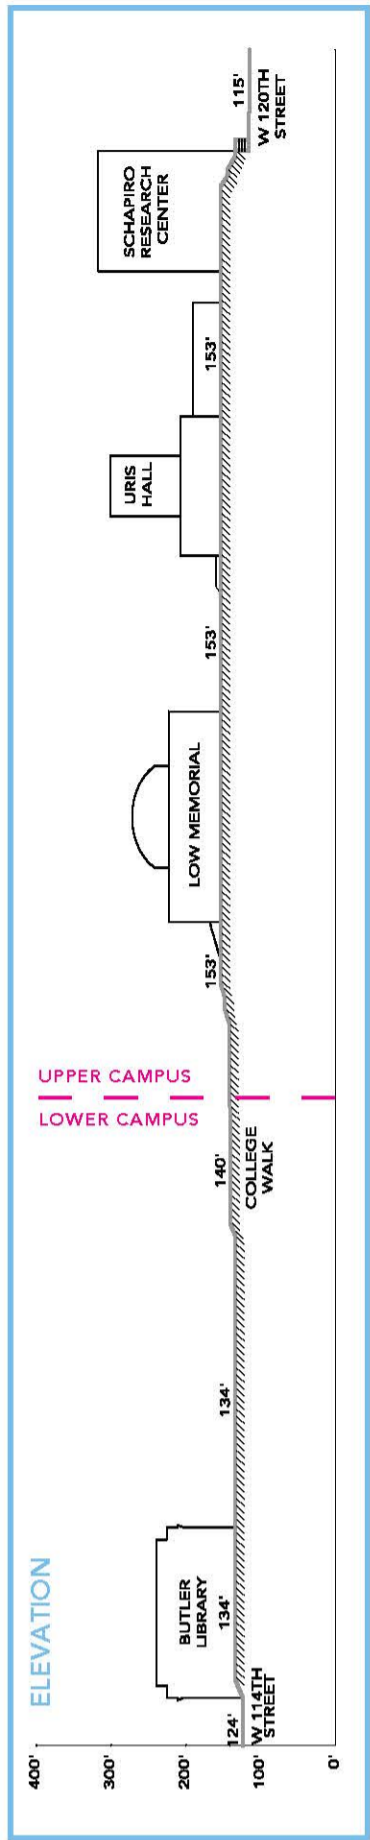 ELEVATION
400'
300'
200'
100'
0'
124'
W 114TH
STREET
BUTLER
LIBRARY
134'
134'
140'
COLLEGE
WALK
LOWER CAMPUS
UPPER CAMPUS
153'
LOW MEMORIAL
153'
URIS
HALL
153'
SCHAPIRO
RESEARCH
CENTER
115'
W 120TH
STREET